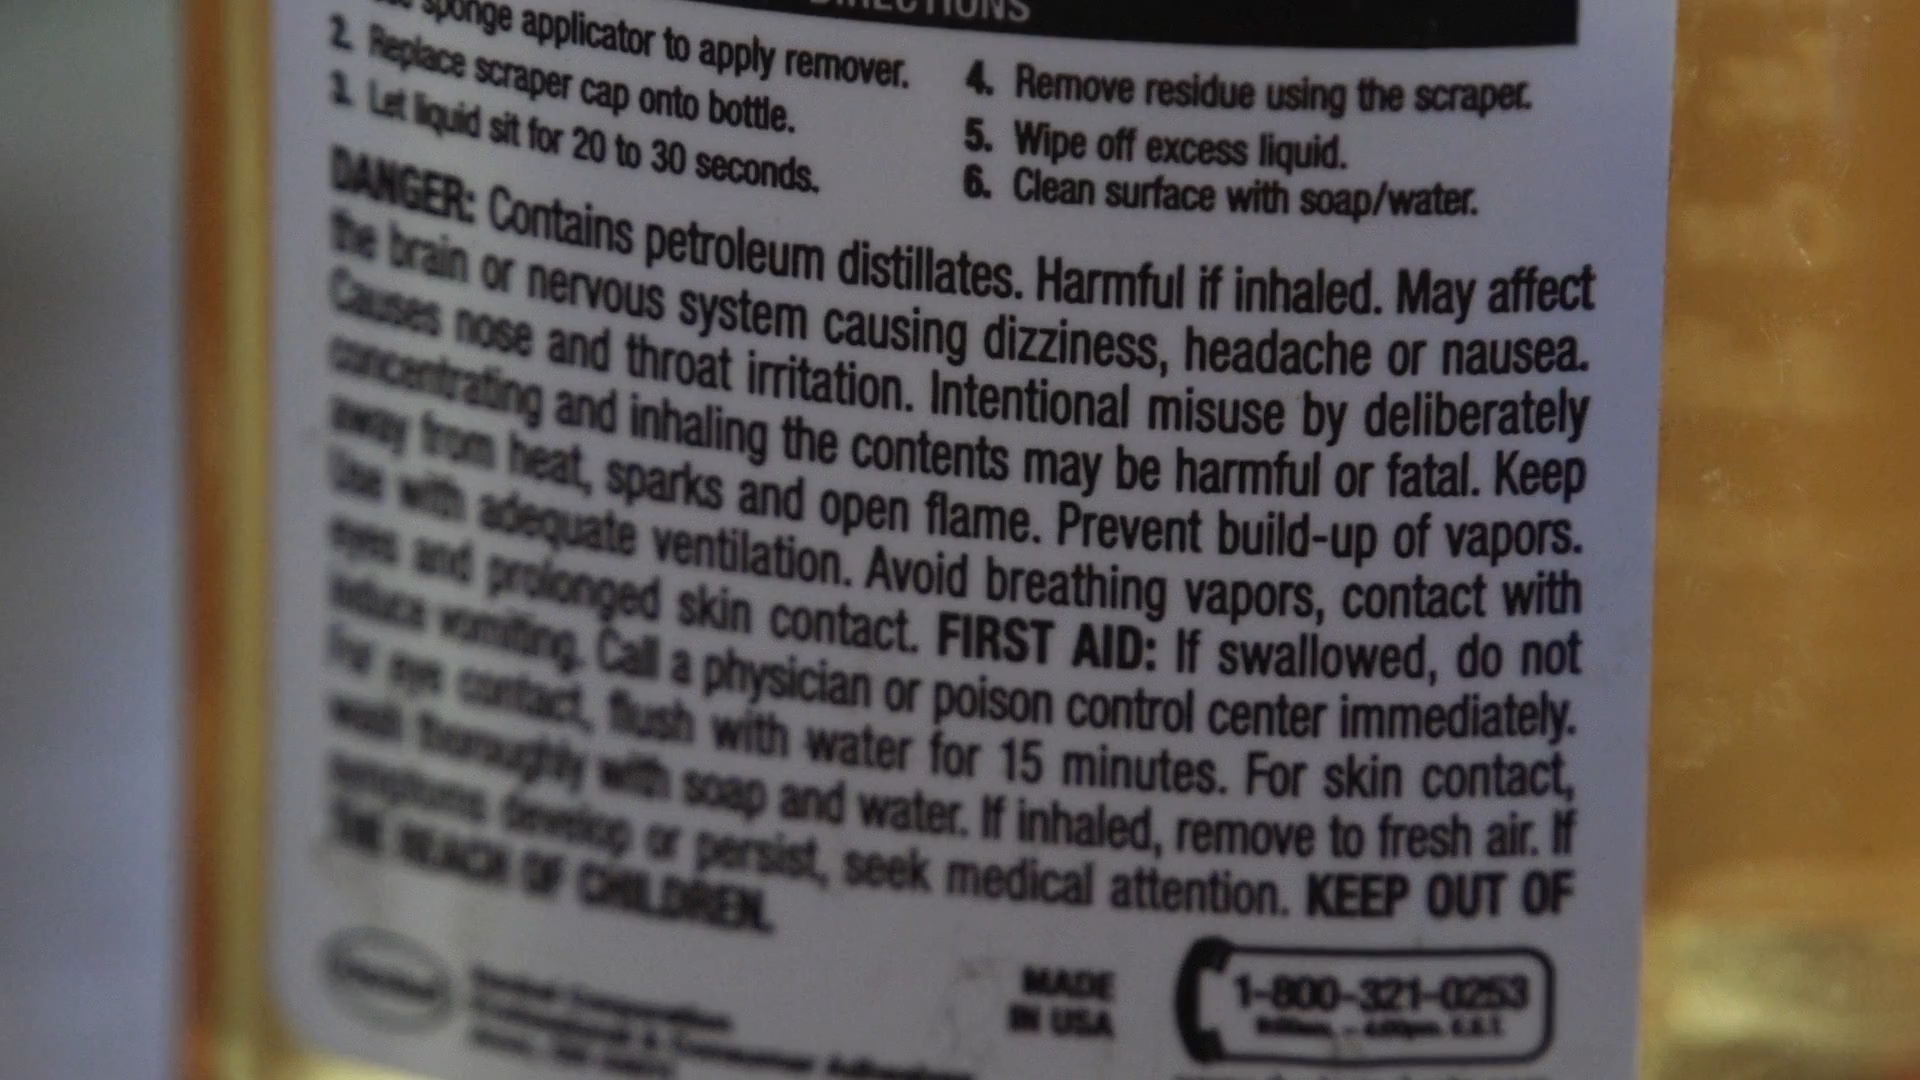 DIRECTIONS
sponge applicator to apply remover.
2. Replace scraper cap onto bottle.
3. Let liquid sit for 20 to 30 seconds.
4. Remove residue using the scraper.
5. Wipe off excess liquid.
6. Clean surface with soap/water.
DANGER: Contains petroleum distillates. Harmful if inhaled. May affect
the brain or nervous system causing dizziness, headache or nausea.
Causes nose and throat irritation. Intentional misuse by deliberately
concentrating and inhaling the contents may be harmful or fatal. Keep
away from heat, sparks and open flame. Prevent build-up of vapors.
Use with adequate ventilation. Avoid breathing vapors, contact with
eyes and prolonged skin contact. FIRST AID: If swallowed, do not
induce vomiting. Call a physician or poison control center immediately.
For eye contact, flush with water for 15 minutes. For skin contact,
wash thoroughly with soap and water. If inhaled, remove to fresh air. If
symptoms develop or persist, seek medical attention. KEEP OUT OF
THE REACH OF CHILDREN.
Henkel
Henkel Corporation
Consumer Adhesives
MADE
IN USA
1-800-321-0253